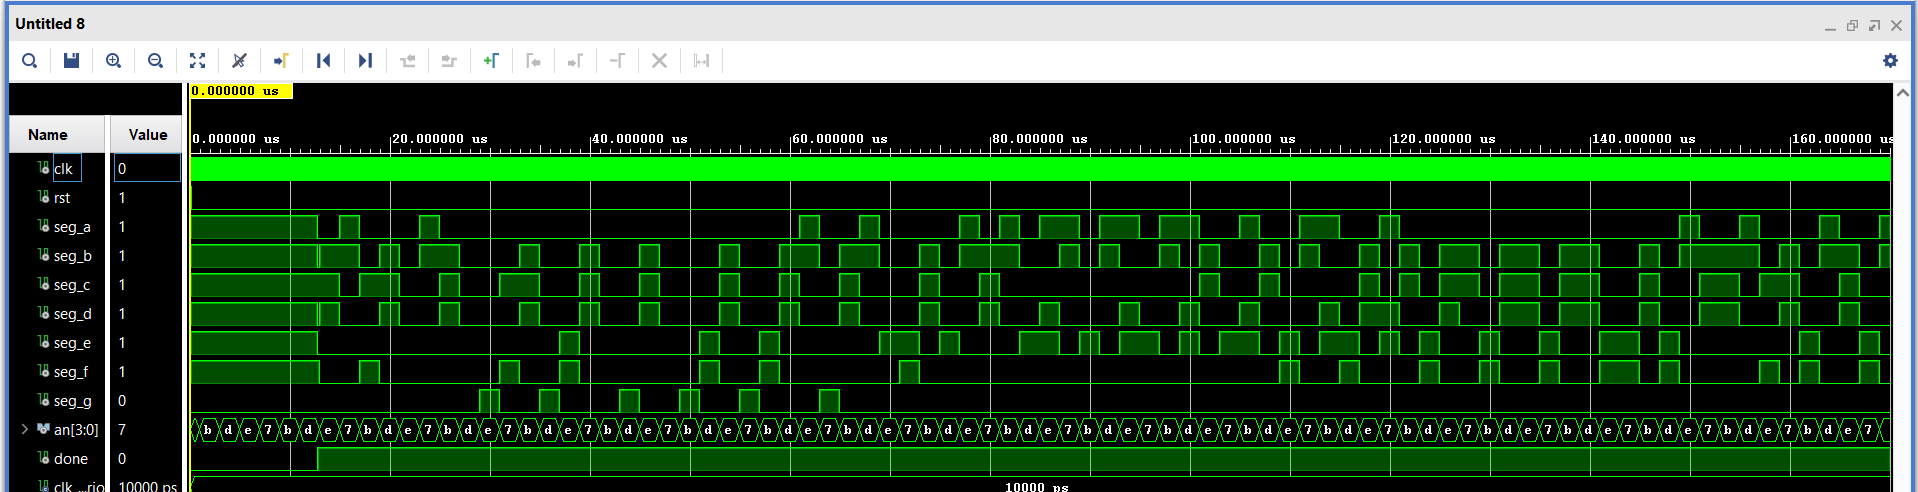 Untitled 8
0.000000 us
Name Value
0.000000 us 20.000000 us 40.000000 us 60.000000 us 80.000000 us 100.000000 us 120.000000 us 140.000000 us 160.000000 us
clk 0
rst 1
seg_a 1
seg_b 1
seg_c 1
seg_d 1
seg_e 1
seg_f 1
seg_g 0
an[3:0] 7 b d e 7 b d e 7 b d e 7 b d e 7 b d e 7 b d e 7 b d e 7 b d e 7 b d e 7 b d e 7 b d e 7 b d e 7 b d e 7 b d e 7 b d e 7 b d e 7 b d e 7 b d e 7 b d e 7 b d e 7 b d e 7 b d e 7
done 0
clk ...rio 10000 ps 10000 ps